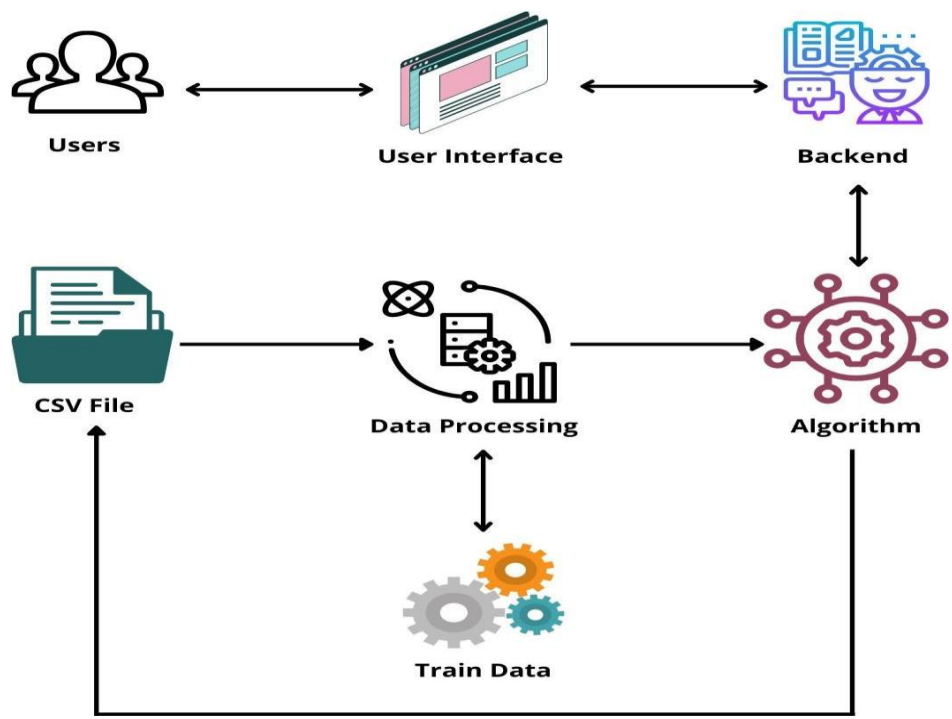 Users
User Interface
Backend
CSV File
Data Processing
Algorithm
Train Data